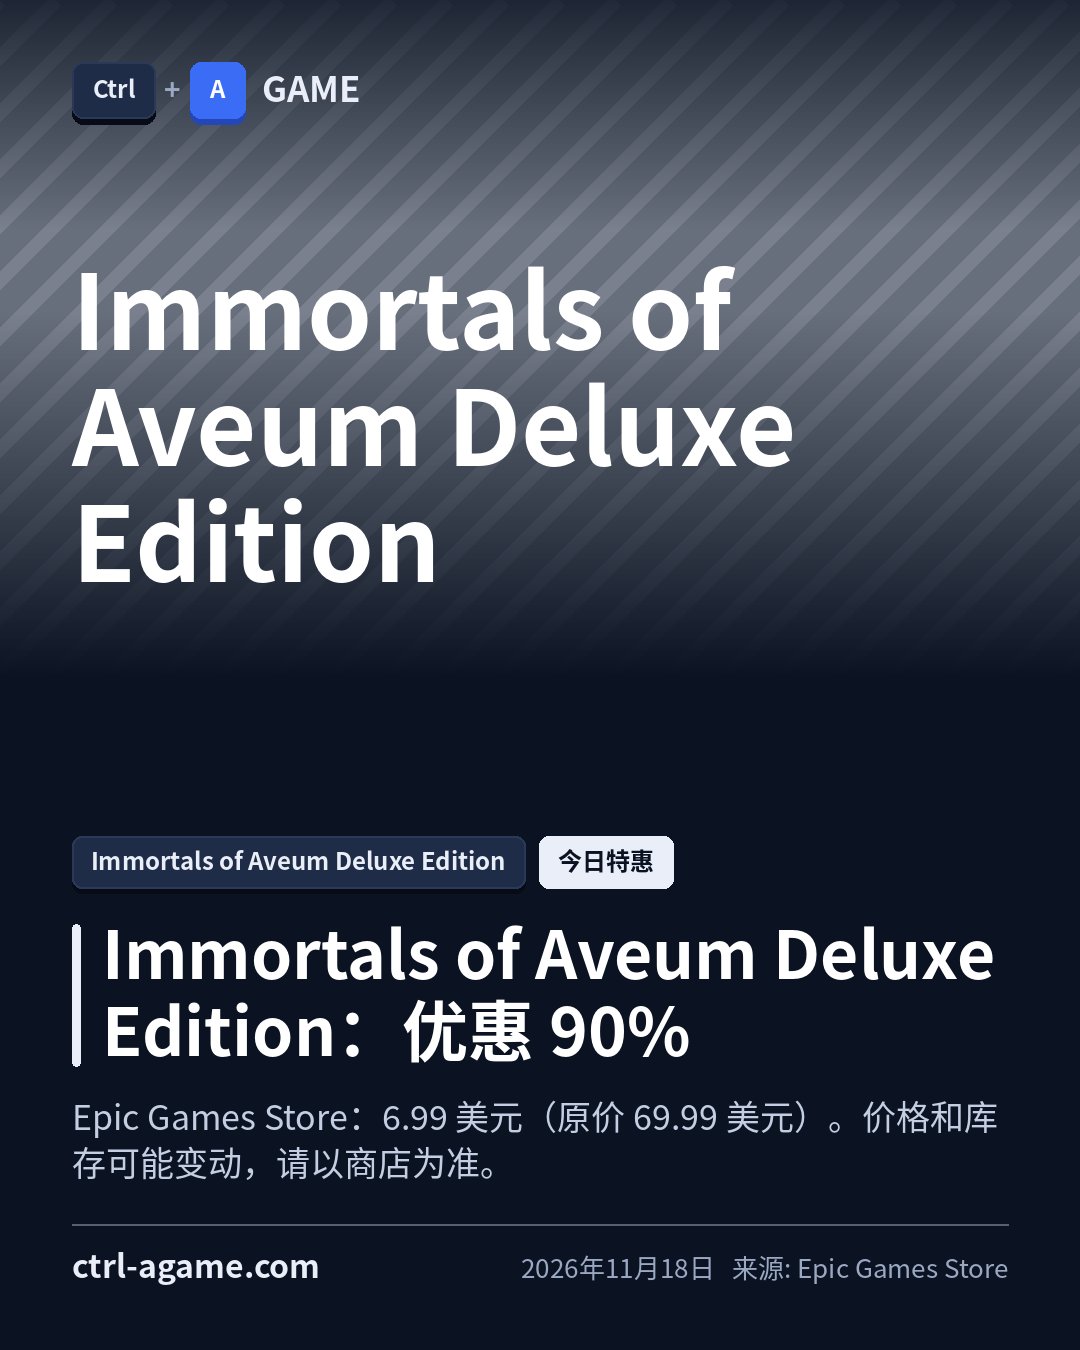 Ctrl + A GAME
Immortals of
Aveum Deluxe
Edition
Immortals of Aveum Deluxe Edition 今日特惠
Immortals of Aveum Deluxe
Edition：优惠 90%
Epic Games Store：6.99 美元（原价 69.99 美元）。价格和库
存可能变动，请以商店为准。
ctrl-agame.com 2026年11月18日 来源: Epic Games Store